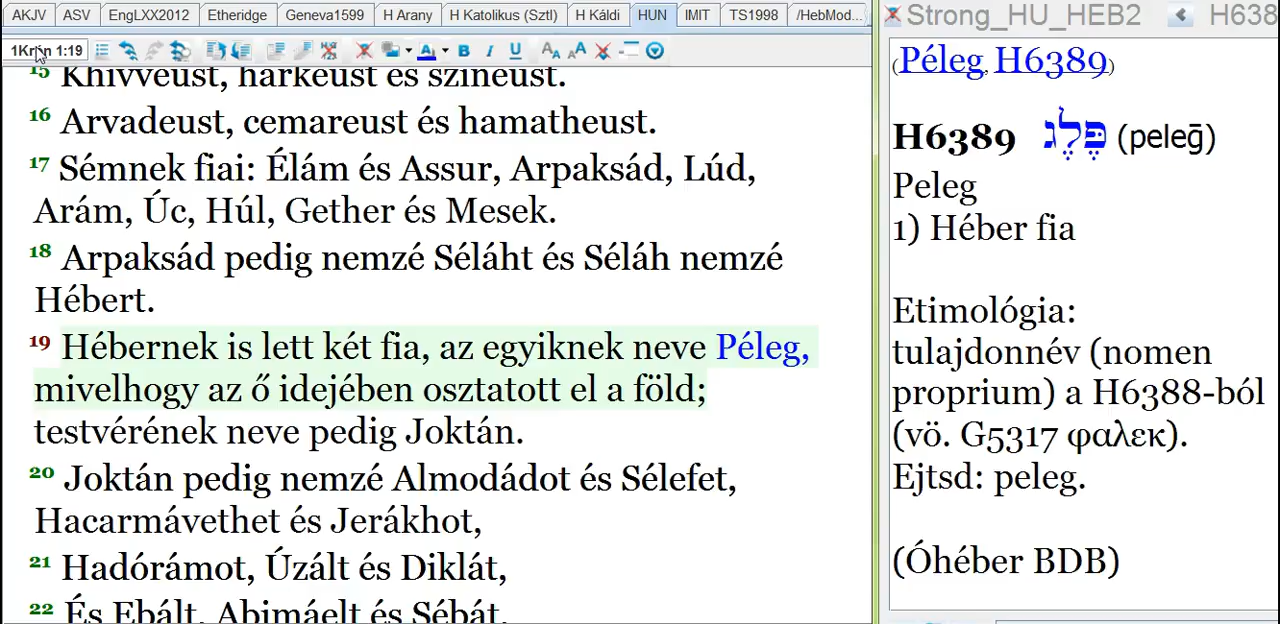 AKJV ASV EngLXX2012 Etheridge Geneva1599 H Arany H Katolikus (Sztl) H Káldi HUN IMIT TS1998 /HebMod...
1Krón 1:19
15 Khivveust, harkeust és szineust.
16 Arvadeust, cemareust és hamatheust.
17 Sémnek fiai: Élám és Assur, Arpaksád, Lúd,
Arám, Úc, Húl, Gether és Mesek.
18 Arpaksád pedig nemzé Séláht és Séláh nemzé
Hébert.
19 Hébernek is lett két fia, az egyiknek neve Péleg,
mivelhogy az ő idejében osztatott el a föld;
testvérének neve pedig Joktán.
20 Joktán pedig nemzé Almodádot és Sélefet,
Hacarmávethet és Jerákhot,
21 Hadórámot, Úzált és Diklát,
22 És Ebált, Abimáelt és Sébát,
Strong_HU_HEB2 H638
(Péleg, H6389)
H6389 פֶּלֶג (peleḡ)
Peleg
1) Héber fia
Etimológia:
tulajdonnév (nomen
proprium) a H6388-ból
(vö. G5317 φαλεκ).
Ejtsd: peleg.
(Óhéber BDB)